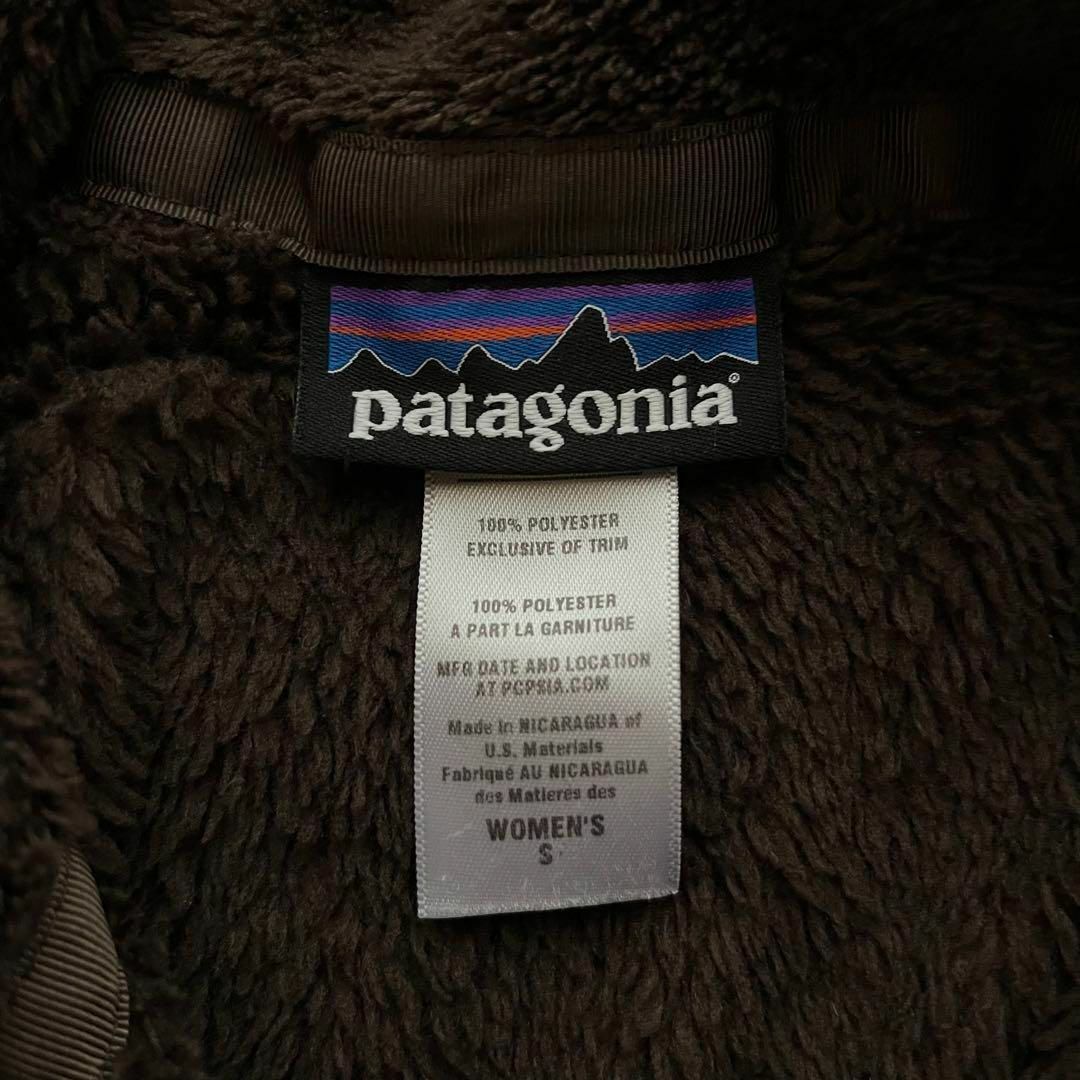 patagonia®
100% POLYESTER
EXCLUSIVE OF TRIM
100% POLYESTER
A PART LA GARNITURE
MFG DATE AND LOCATION
AT PCPSIA.COM
Made in NICARAGUA of
U.S. Materials
Fabriqué AU NICARAGUA
des Matieres des
WOMEN'S
S